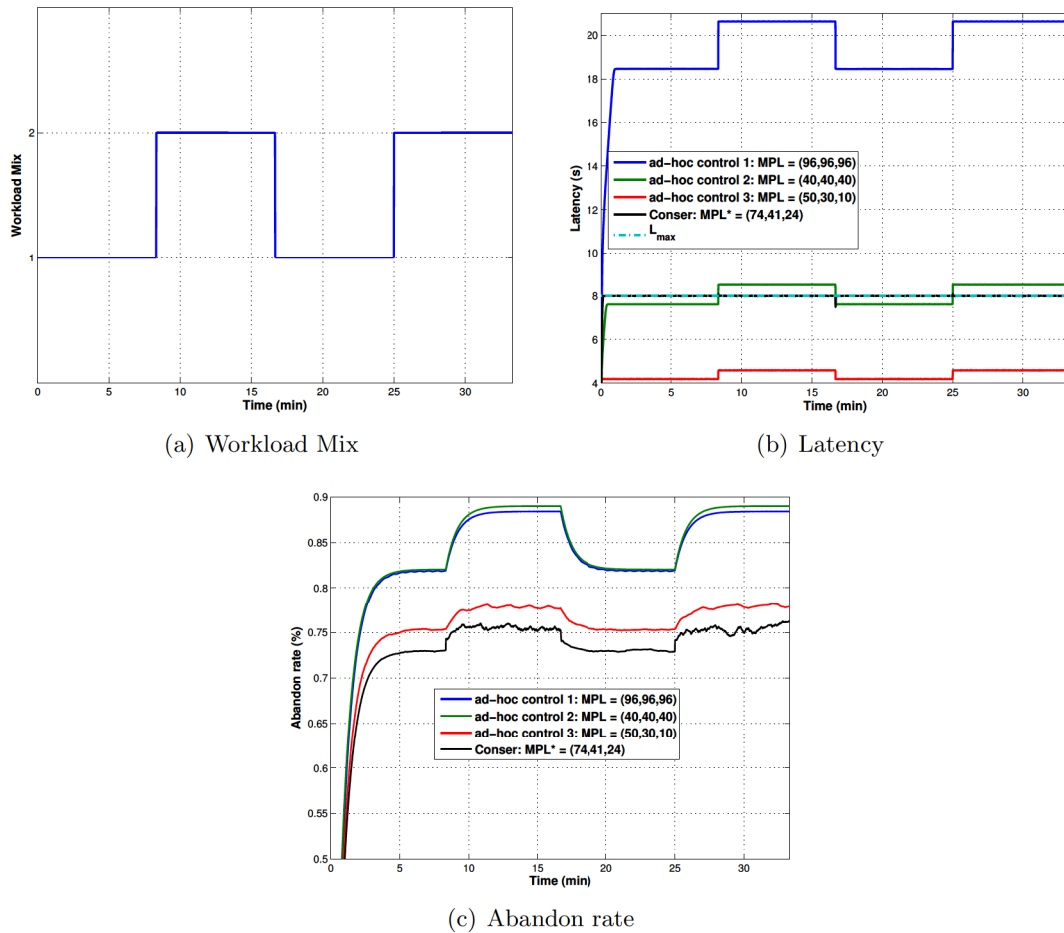 2
1
Workload Mix
0
5
10
15
20
25
30
Time (min)
(a) Workload Mix
20
18
16
14
12
10
8
6
4
Latency (s)
ad-hoc control 1: MPL = (96,96,96)
ad-hoc control 2: MPL = (40,40,40)
ad-hoc control 3: MPL = (50,30,10)
Conser: MPL* = (74,41,24)
L_max
0
5
10
15
20
25
30
Time (min)
(b) Latency
0.9
0.85
0.8
0.75
0.7
0.65
0.6
0.55
0.5
Abandon rate (%)
ad-hoc control 1: MPL = (96,96,96)
ad-hoc control 2: MPL = (40,40,40)
ad-hoc control 3: MPL = (50,30,10)
Conser: MPL* = (74,41,24)
0
5
10
15
20
25
30
Time (min)
(c) Abandon rate